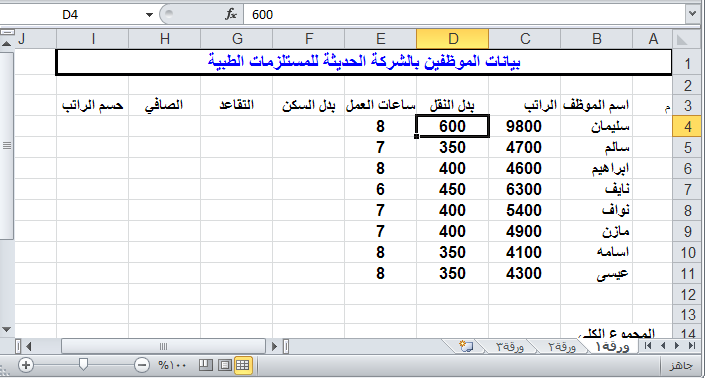 D4 fx 600
A B C D E F G H I J
1 بيانات الموظفين بالشركة الحديثة للمستلزمات الطبية
2
3 م اسم الموظف الراتب بدل النقل ساعات العمل بدل السكن التقاعد الصافي حسم الراتب
4 سليمان 9800 600 8
5 سالم 4700 350 7
6 ابراهيم 4600 400 8
7 نايف 6300 450 6
8 نواف 5400 400 7
9 مازن 4900 400 7
10 اسامه 4100 350 8
11 عيسى 4300 350 8
12
13
14 المجموع الكلي
ورقة١ ورقة٢ ورقة٣
جاهز ١٠٠%